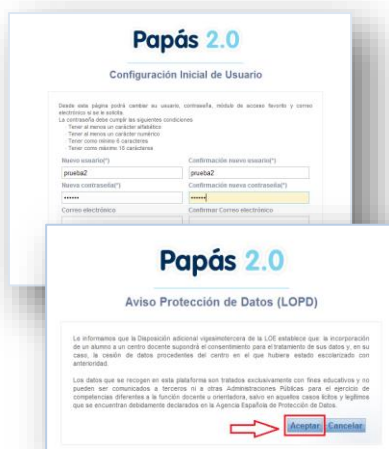 Papás 2.0
Configuración Inicial de Usuario
Desde esta página podrá cambiar su usuario, contraseña, módulo de acceso favorito y correo
electrónico si se le solicita.
La contraseña debe cumplir las siguientes condiciones
- Tener al menos un carácter alfabético
- Tener al menos un carácter numérico
- Tener como mínimo 6 caracteres
- Tener como máximo 16 caracteres
Nuevo usuario(*) Confirmación nuevo usuario(*)
prueba2 prueba2
Nueva contraseña(*) Confirmación nueva contraseña(*)
•••••• ••••••
Correo electrónico Confirmar Correo electrónico
Papás 2.0
Aviso Protección de Datos (LOPD)
Le informamos que la Disposición adicional vigesimotercera de la LOE establece que: la incorporación
de un alumno a un centro docente supondrá el consentimiento para el tratamiento de sus datos y, en su
caso, la cesión de datos procedentes del centro en el que hubiera estado escolarizado con
anterioridad.
Los datos que se recogen en esta plataforma son tratados exclusivamente con fines educativos y no
pueden ser comunicados a terceros ni a otras Administraciones Públicas para el ejercicio de
competencias diferentes a la función docente u orientadora, salvo en aquellos casos lícitos y legítimos
que se encuentran debidamente declarados en la Agencia Española de Protección de Datos.
Aceptar Cancelar